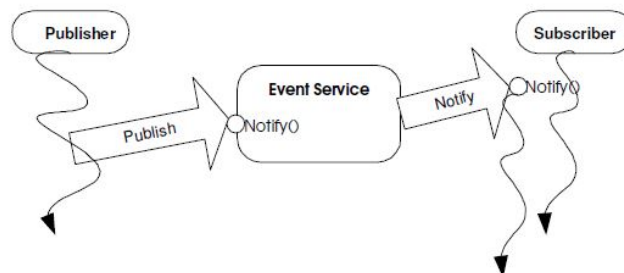 Publisher
Subscriber
Event Service
Publish
Notify()
Notify
Notify()